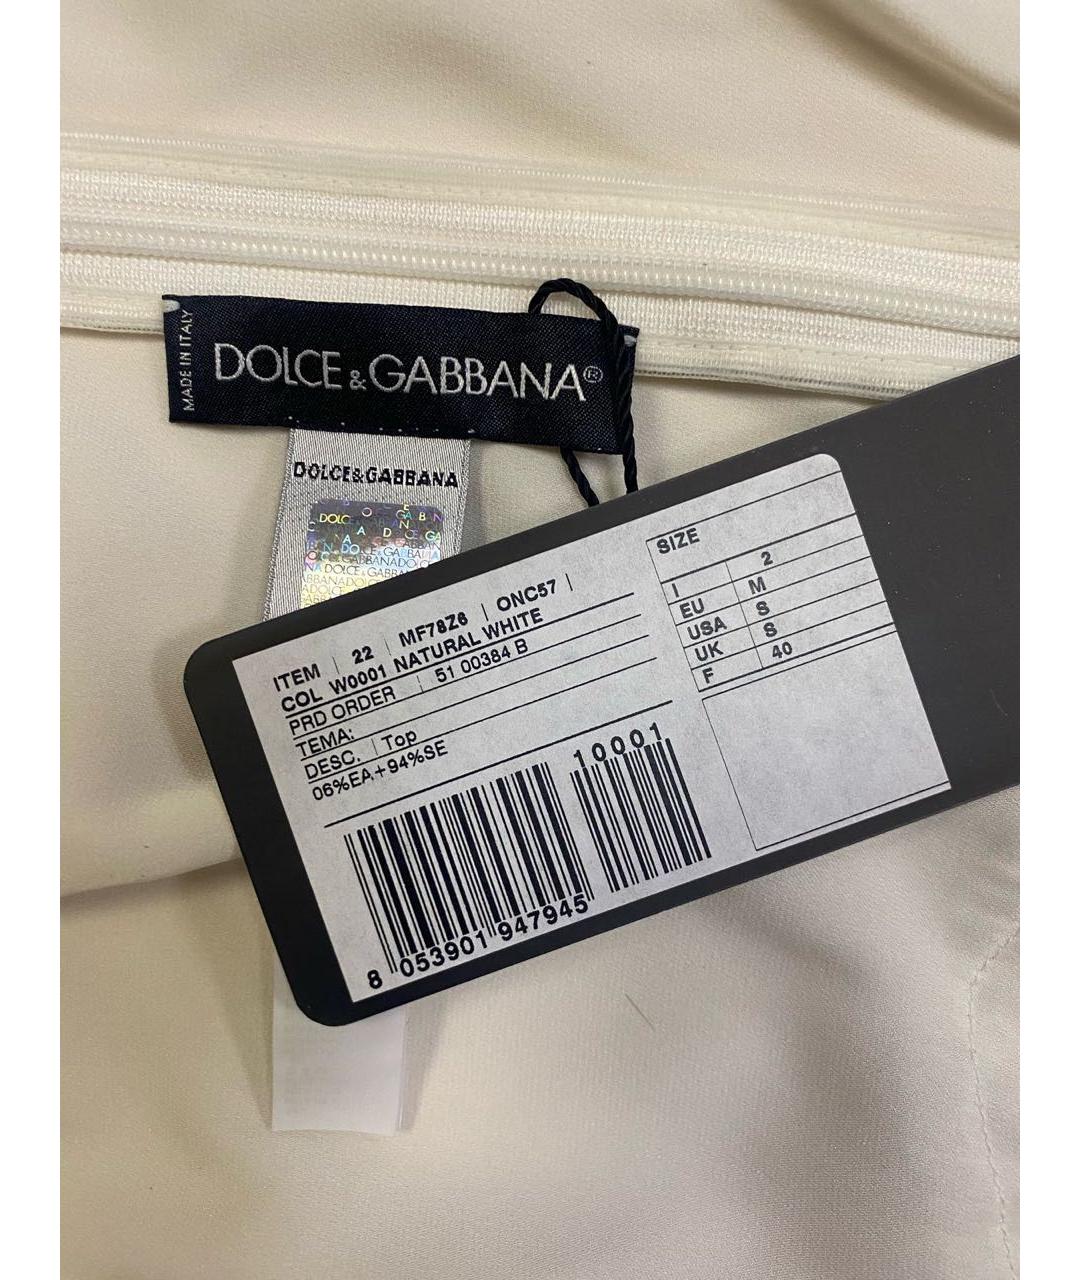 MADE IN ITALY
DOLCE & GABBANA®
DOLCE&GABBANA
ITEM | 22 | MF78Z6 | ONC57 |
COL W0001 NATURAL WHITE
PRD ORDER | 51 00384 B
TEMA:
DESC. | Top
06%EA.+94%SE
10001
8 053901 947945
SIZE
I 2
EU M
USA S
UK S
F 40